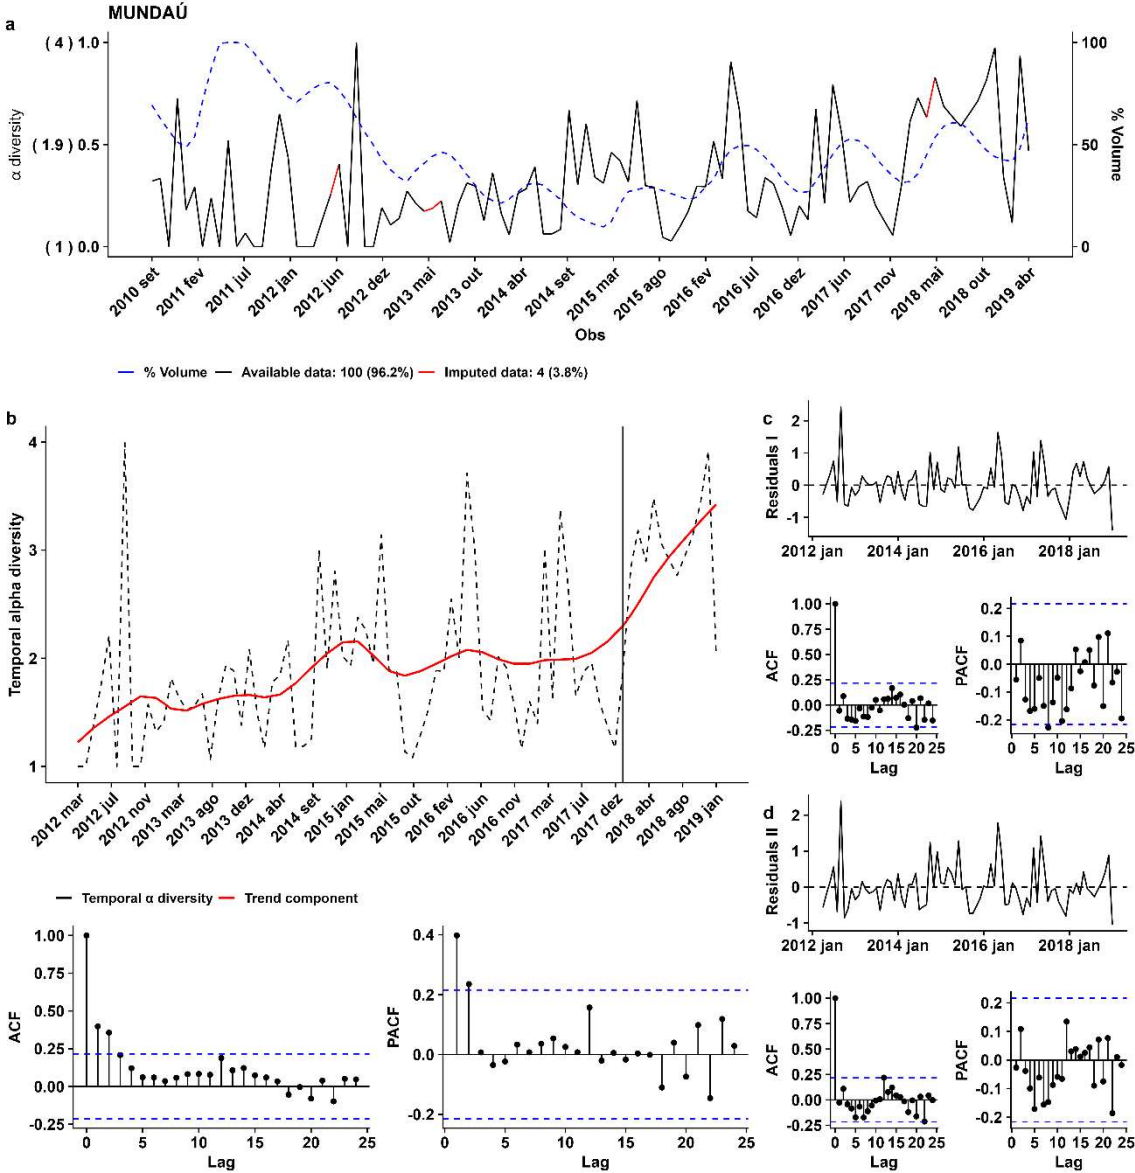 MUNDAÚ
a
( 4 ) 1.0
( 1.9 ) 0.5
( 1 ) 0.0
α diversity
100
50
0
% Volume
2010 set 2011 fev 2011 jul 2012 jan 2012 jun 2012 dez 2013 mai 2013 out 2014 abr 2014 set 2015 mar 2015 ago 2016 fev 2016 jul 2016 dez 2017 jun 2017 nov 2018 mai 2018 out 2019 abr
Obs
% Volume Available data: 100 (96.2%) Imputed data: 4 (3.8%)
b
4
3
2
1
Temporal alpha diversity
2012 mar 2012 jul 2012 nov 2013 mar 2013 ago 2013 dez 2014 abr 2014 set 2015 jan 2015 mai 2015 out 2016 fev 2016 jun 2016 nov 2017 mar 2017 jul 2017 dez 2018 abr 2018 ago 2019 jan
Temporal α diversity Trend component
1.00
0.75
0.50
0.25
0.00
-0.25
ACF
0 5 10 15 20 25
Lag
0.4
0.2
0.0
-0.2
PACF
0 5 10 15 20 25
Lag
c
2
1
0
-1
Residuals I
2012 jan 2014 jan 2016 jan 2018 jan
1.00
0.75
0.50
0.25
0.00
-0.25
ACF
0 5 10 15 20 25
Lag
0.2
0.1
0.0
-0.1
-0.2
PACF
0 5 10 15 20 25
Lag
d
2
1
0
-1
Residuals II
2012 jan 2014 jan 2016 jan 2018 jan
1.00
0.75
0.50
0.25
0.00
-0.25
ACF
0 5 10 15 20 25
Lag
0.2
0.1
0.0
-0.1
-0.2
PACF
0 5 10 15 20 25
Lag